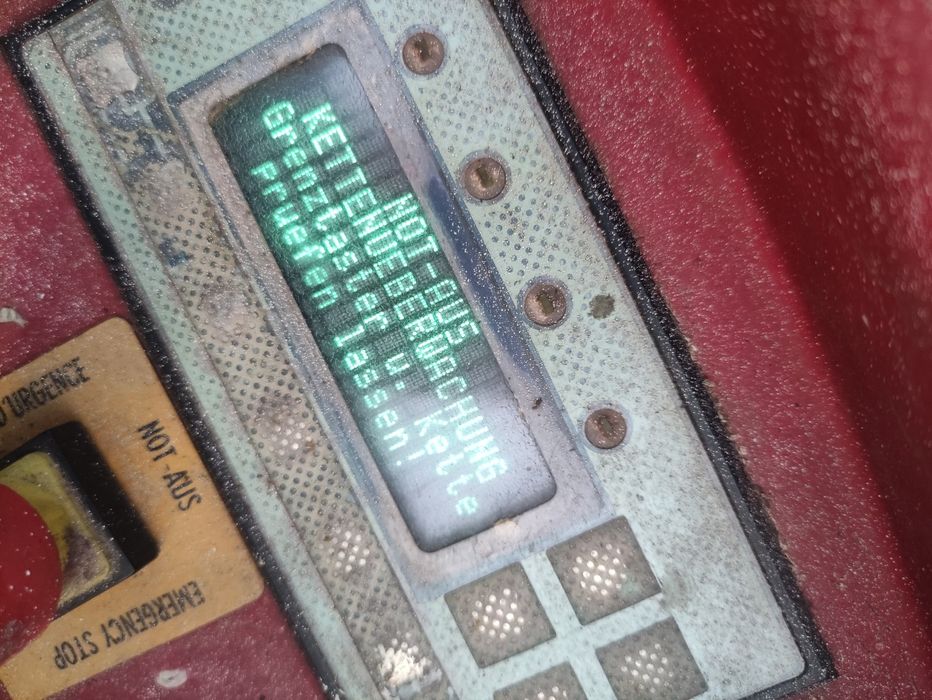 NOT-AUS
KETTENUEBERWACHUNG
Grenztaster u. Kette
pruefen lassen!
D'URGENCE
NOT-AUS
EMERGENCY STOP